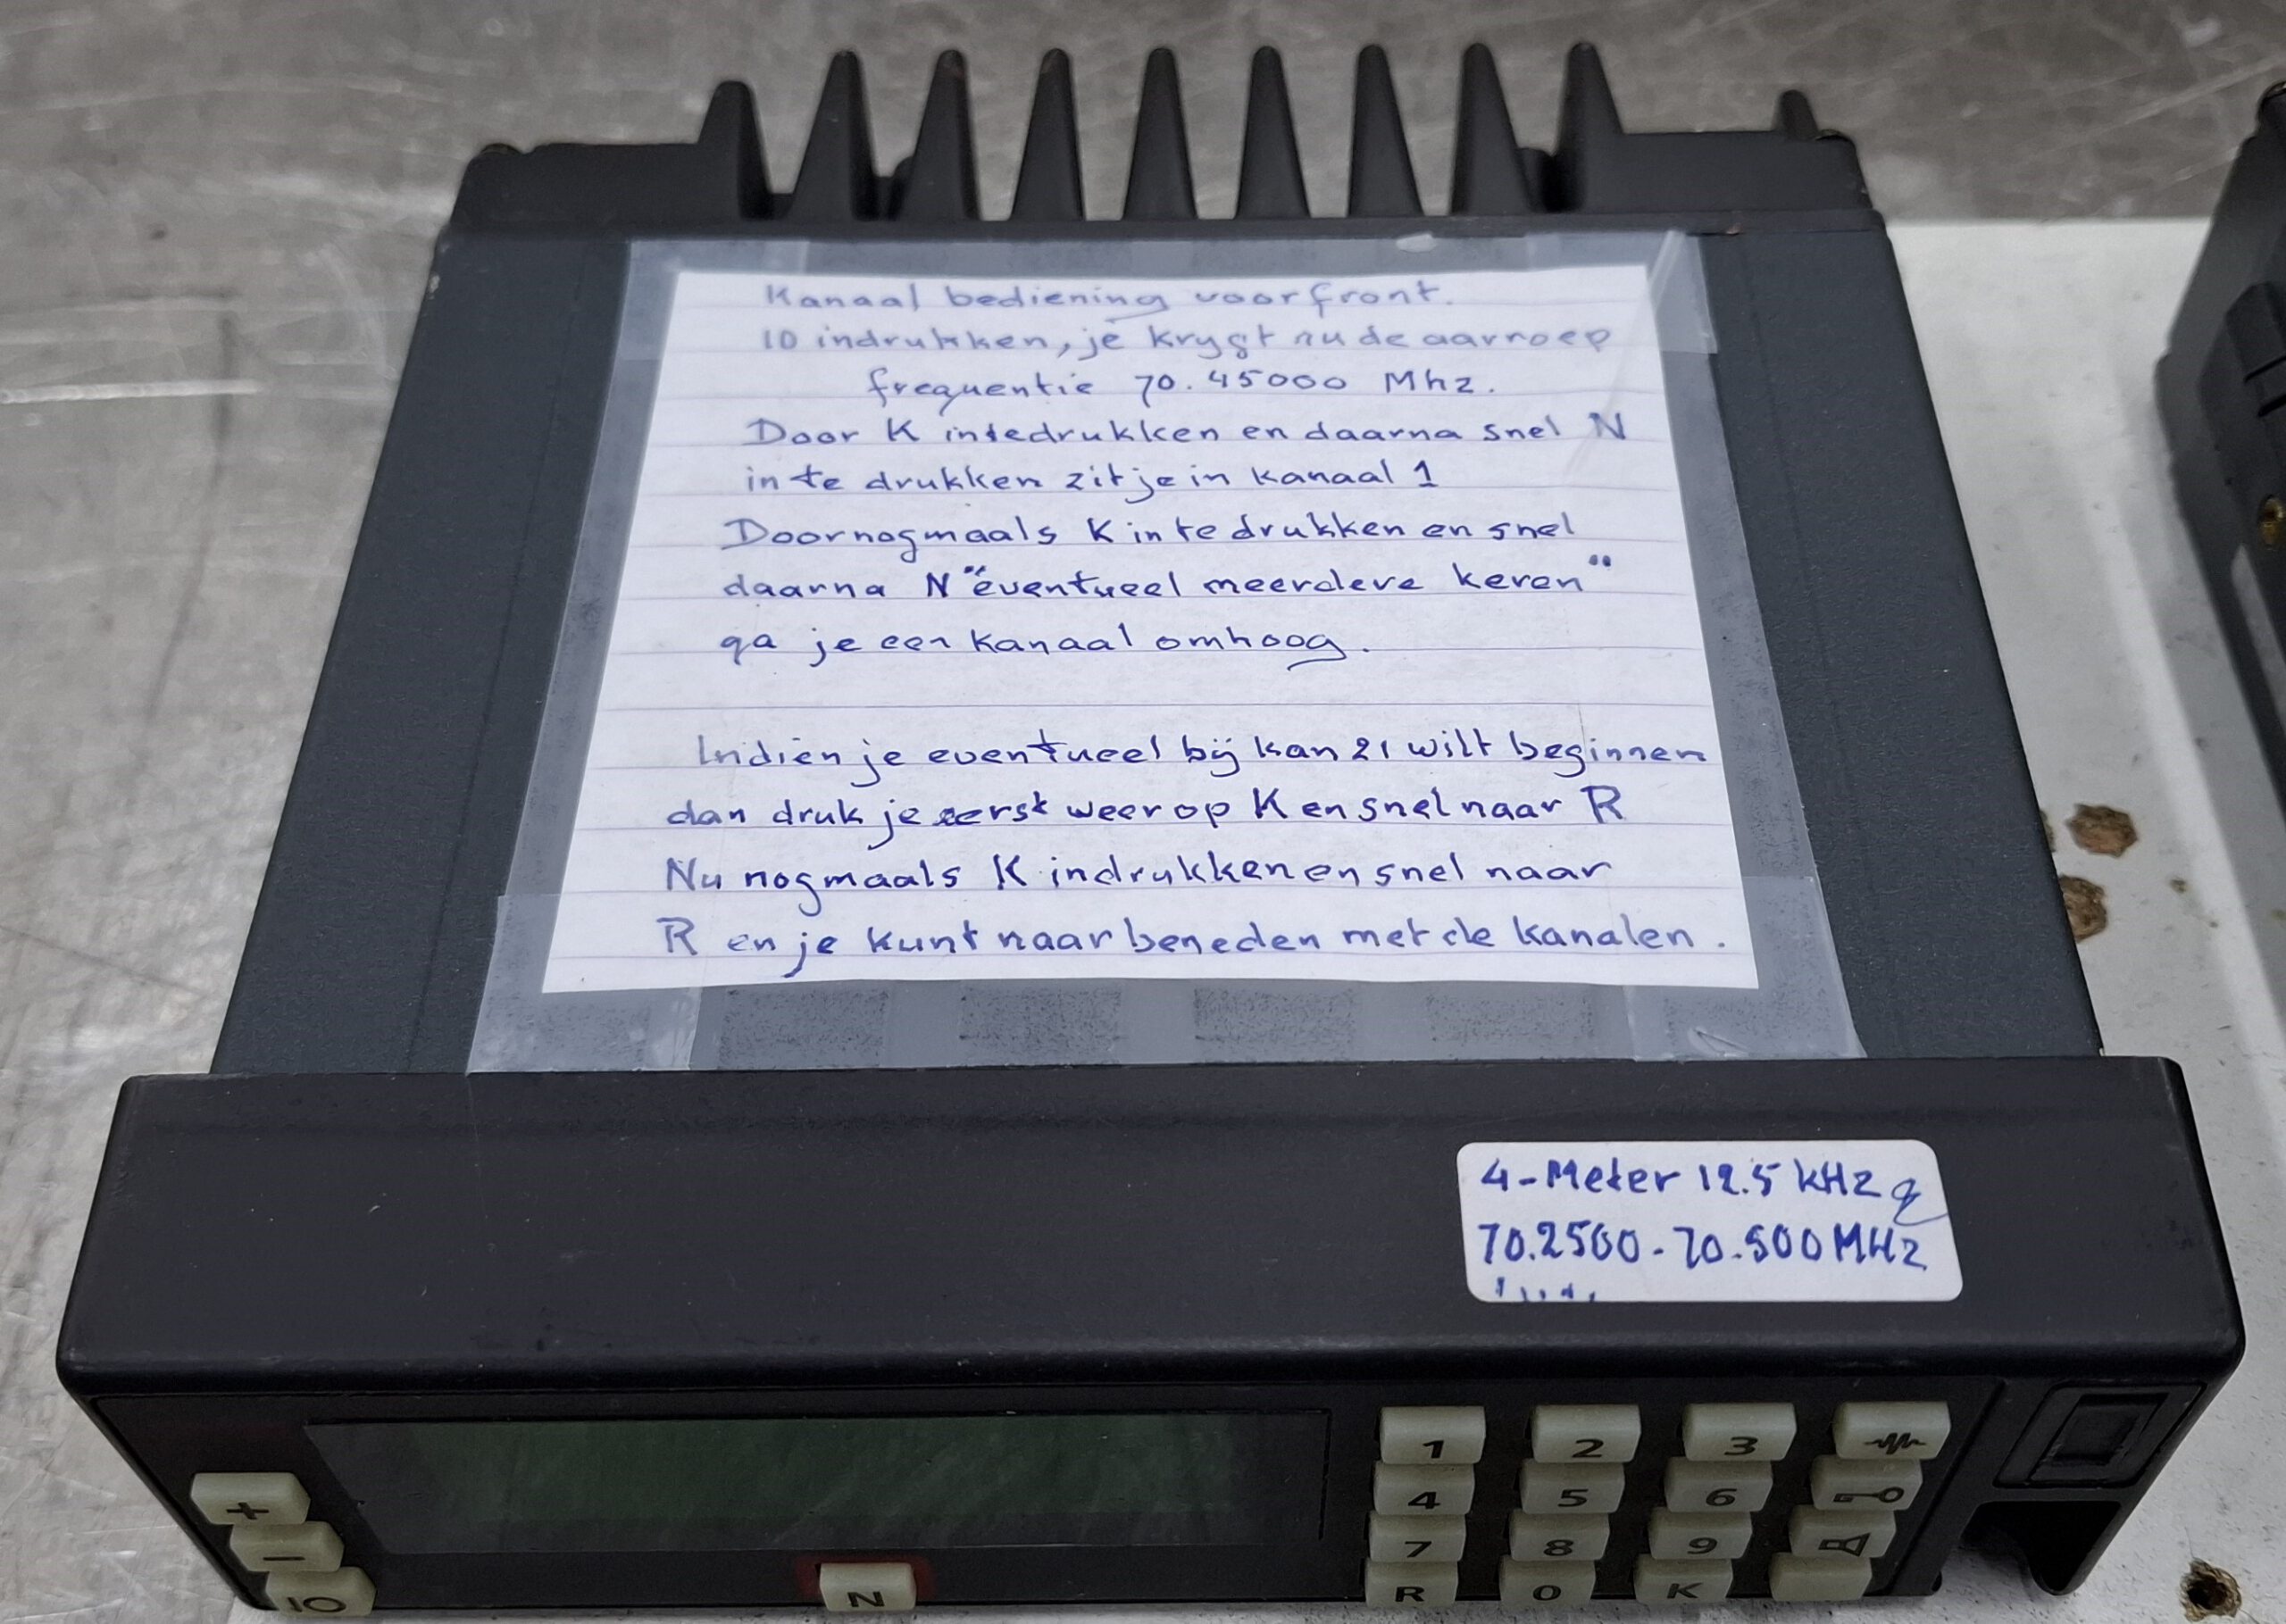 Kanaal bediening voorfront.
10 indrukken, je krygt nu de aanroep
frequentie 70.45000 Mhz.
Door K intedrukken en daarna snel N
in te drukken zit je in kanaal 1
Doornogmaals K in te drukken en snel
daarna N "eventueel meerdere keren"
ga je een kanaal omhoog.
Indien je eventueel bij kan 21 wilt beginnen
dan druk je eerst weer op K en snel naar R
Nu nogmaals K indrukken en snel naar
R en je kunt naar beneden met de kanalen.
4-Meter 12.5 kHz
70.2500-70.500 MHz
+
-
IO
N
1 2 3
4 5 6
7 8 9
R 0 K